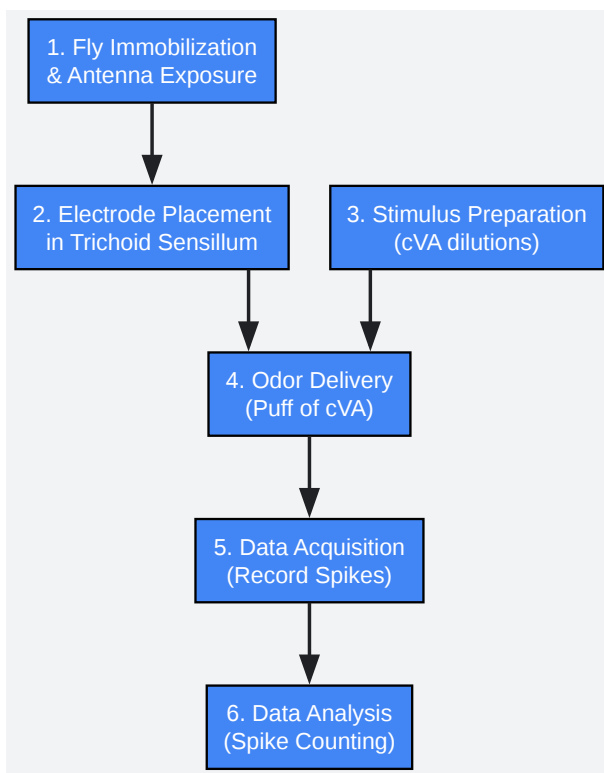 1. Fly Immobilization
& Antenna Exposure
2. Electrode Placement
in Trichoid Sensillum
3. Stimulus Preparation
(cVA dilutions)
4. Odor Delivery
(Puff of cVA)
5. Data Acquisition
(Record Spikes)
6. Data Analysis
(Spike Counting)